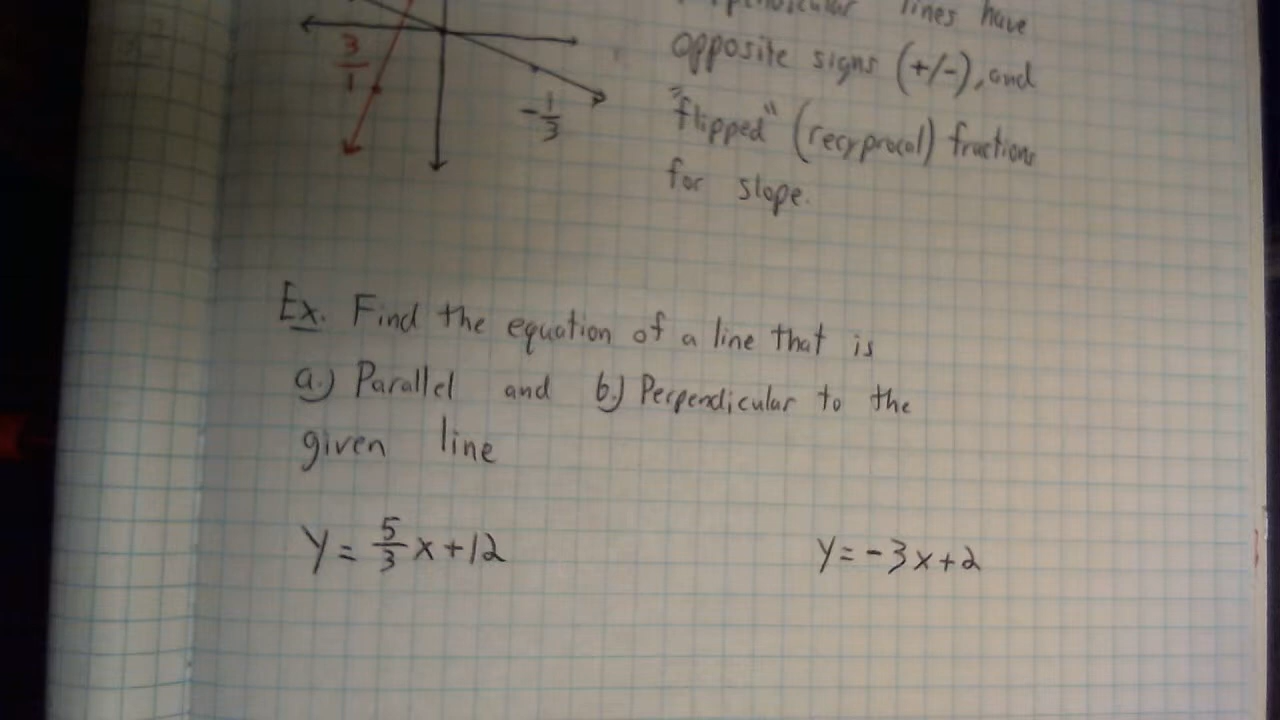 lines have
opposite signs (+/-), and
"flipped" (recyprocal) fractions
for slope.
3/1
-1/3
Ex. Find the equation of a line that is
a.) Parallel and b.) Perpendicular to the
given line
y = 5/3 x + 12
y = -3x + 2